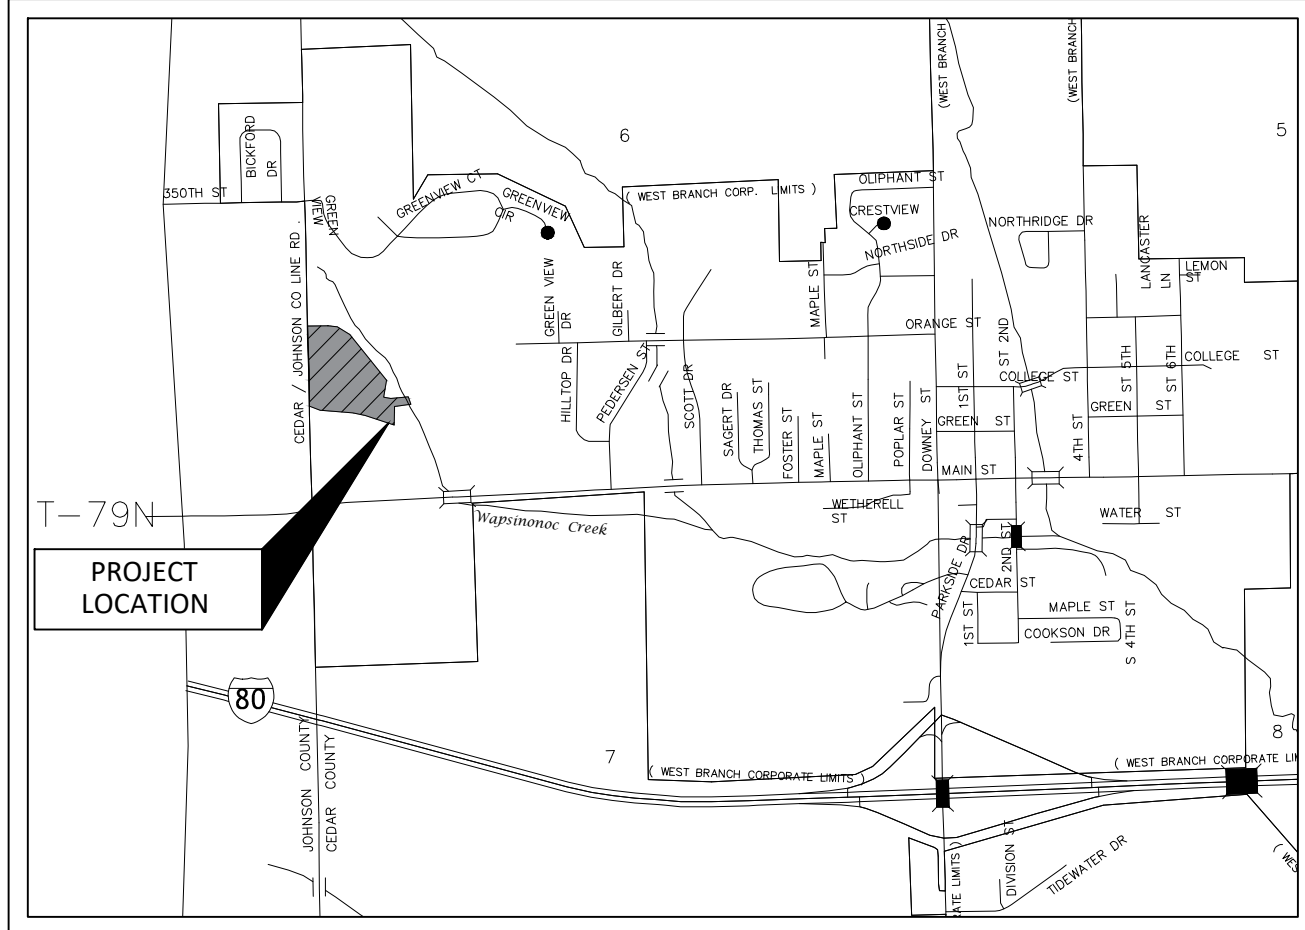 (WEST BRANCH
(WEST BRANCH
6
5
BICKFORD
DR
350TH ST
GREEN
VIEW
GREENVIEW CT
GREENVIEW
CIR
( WEST BRANCH CORP. LIMITS )
OLIPHANT ST
CRESTVIEW
NORTHSIDE DR
NORTHRIDGE DR
LANCASTER
LN
LEMON
ST
CEDAR / JOHNSON CO LINE RD .
GREEN VIEW
DR
GILBERT DR
MAPLE ST
ORANGE ST
ST 2ND
HILLTOP DR
PEDERSEN ST
SCOTT DR
SAGERT DR
THOMAS ST
FOSTER ST
MAPLE ST
OLIPHANT ST
POPLAR ST
DOWNEY ST
1ST ST
COLLEGE ST
COLLEGE ST
ST 5TH
ST 6TH
GREEN ST
GREEN ST
4TH ST
MAIN ST
T-79N
Wapsinonoc Creek
WETHERELL
ST
WATER ST
PROJECT
LOCATION
PARKSIDE DR
2ND ST
CEDAR ST
1ST ST
MAPLE ST
COOKSON DR
S 4TH ST
80
JOHNSON COUNTY
CEDAR COUNTY
7
8
( WEST BRANCH CORPORATE LIMITS )
( WEST BRANCH CORPORATE LIM
DIVISION ST
TIDEWATER DR
RATE LIMITS )
( WES